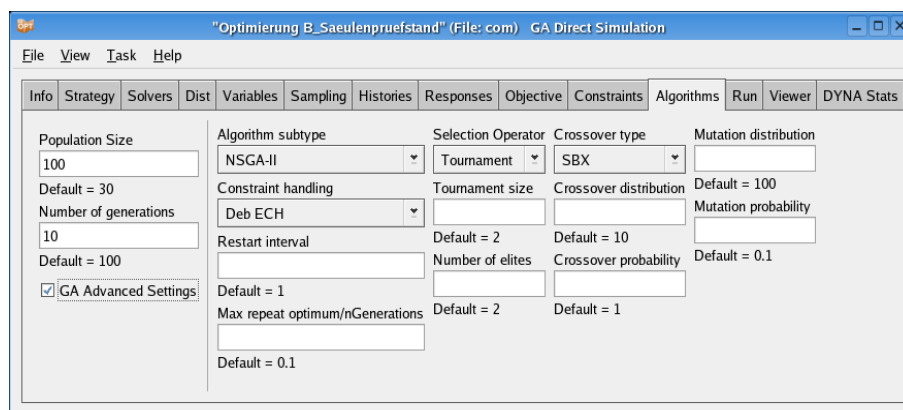 OPT
"Optimierung B_Saeulenpruefstand" (File: com) GA Direct Simulation
File View Task Help
Info Strategy Solvers Dist Variables Sampling Histories Responses Objective Constraints Algorithms Run Viewer DYNA Stats
Population Size
100
Default = 30
Number of generations
10
Default = 100
GA Advanced Settings
Algorithm subtype
NSGA-II
Constraint handling
Deb ECH
Restart interval
Default = 1
Max repeat optimum/nGenerations
Default = 0.1
Selection Operator
Tournament
Tournament size
Default = 2
Number of elites
Default = 2
Crossover type
SBX
Crossover distribution
Default = 10
Crossover probability
Default = 1
Mutation distribution
Default = 100
Mutation probability
Default = 0.1